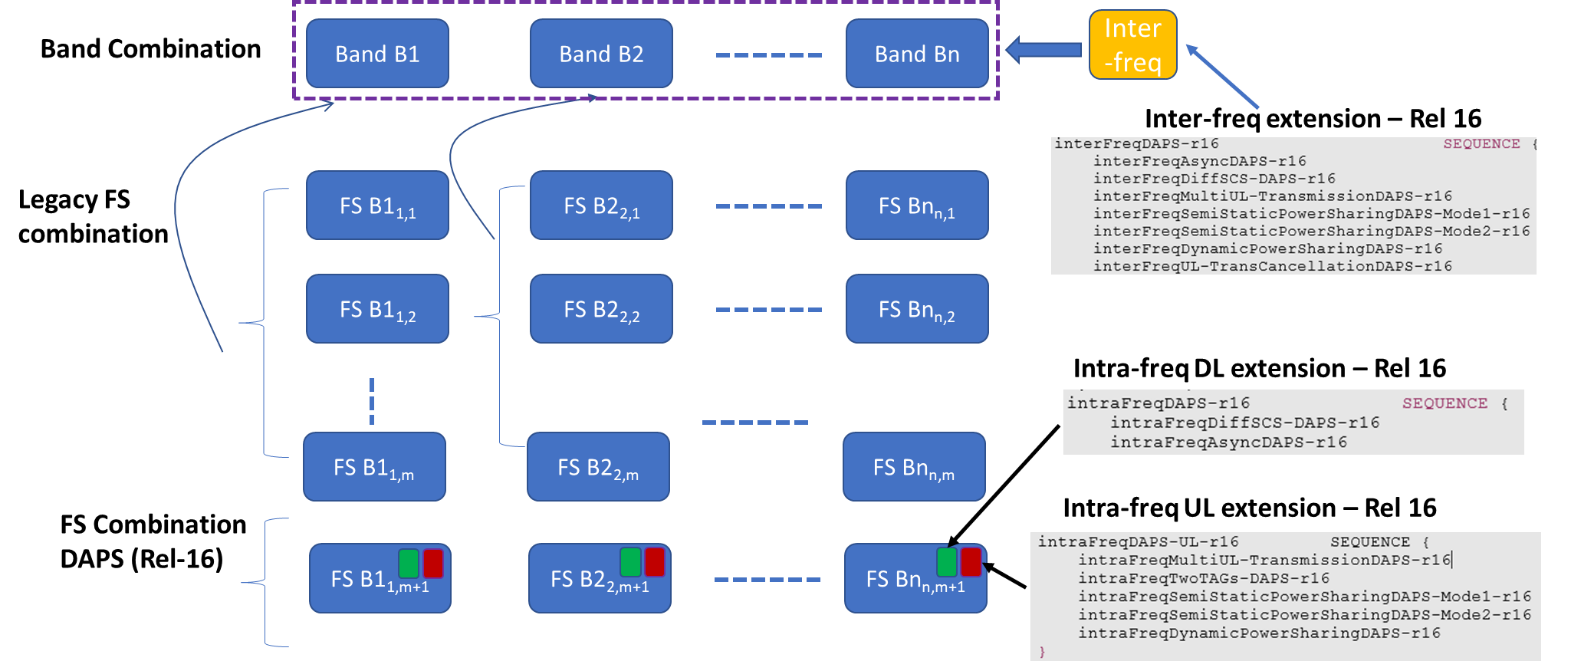 Band Combination
Band B1
Band B2
Band Bn
Inter
-freq
Inter-freq extension – Rel 16
interFreqDAPS-r16 SEQUENCE {
interFreqAsyncDAPS-r16
interFreqDiffSCS-DAPS-r16
interFreqMultiUL-TransmissionDAPS-r16
interFreqSemiStaticPowerSharingDAPS-Mode1-r16
interFreqSemiStaticPowerSharingDAPS-Mode2-r16
interFreqDynamicPowerSharingDAPS-r16
interFreqUL-TransCancellationDAPS-r16
Legacy FS
combination
FS B11,1
FS B22,1
FS Bnn,1
FS B11,2
FS B22,2
FS Bnn,2
Intra-freq DL extension – Rel 16
intraFreqDAPS-r16 SEQUENCE {
intraFreqDiffSCS-DAPS-r16
intraFreqAsyncDAPS-r16
FS B11,m
FS B22,m
FS Bnn,m
FS Combination
DAPS (Rel-16)
FS B11,m+1
FS B22,m+1
FS Bnn,m+1
Intra-freq UL extension – Rel 16
intraFreqDAPS-UL-r16 SEQUENCE {
intraFreqMultiUL-TransmissionDAPS-r16
intraFreqTwoTAGs-DAPS-r16
intraFreqSemiStaticPowerSharingDAPS-Mode1-r16
intraFreqSemiStaticPowerSharingDAPS-Mode2-r16
intraFreqDynamicPowerSharingDAPS-r16
}